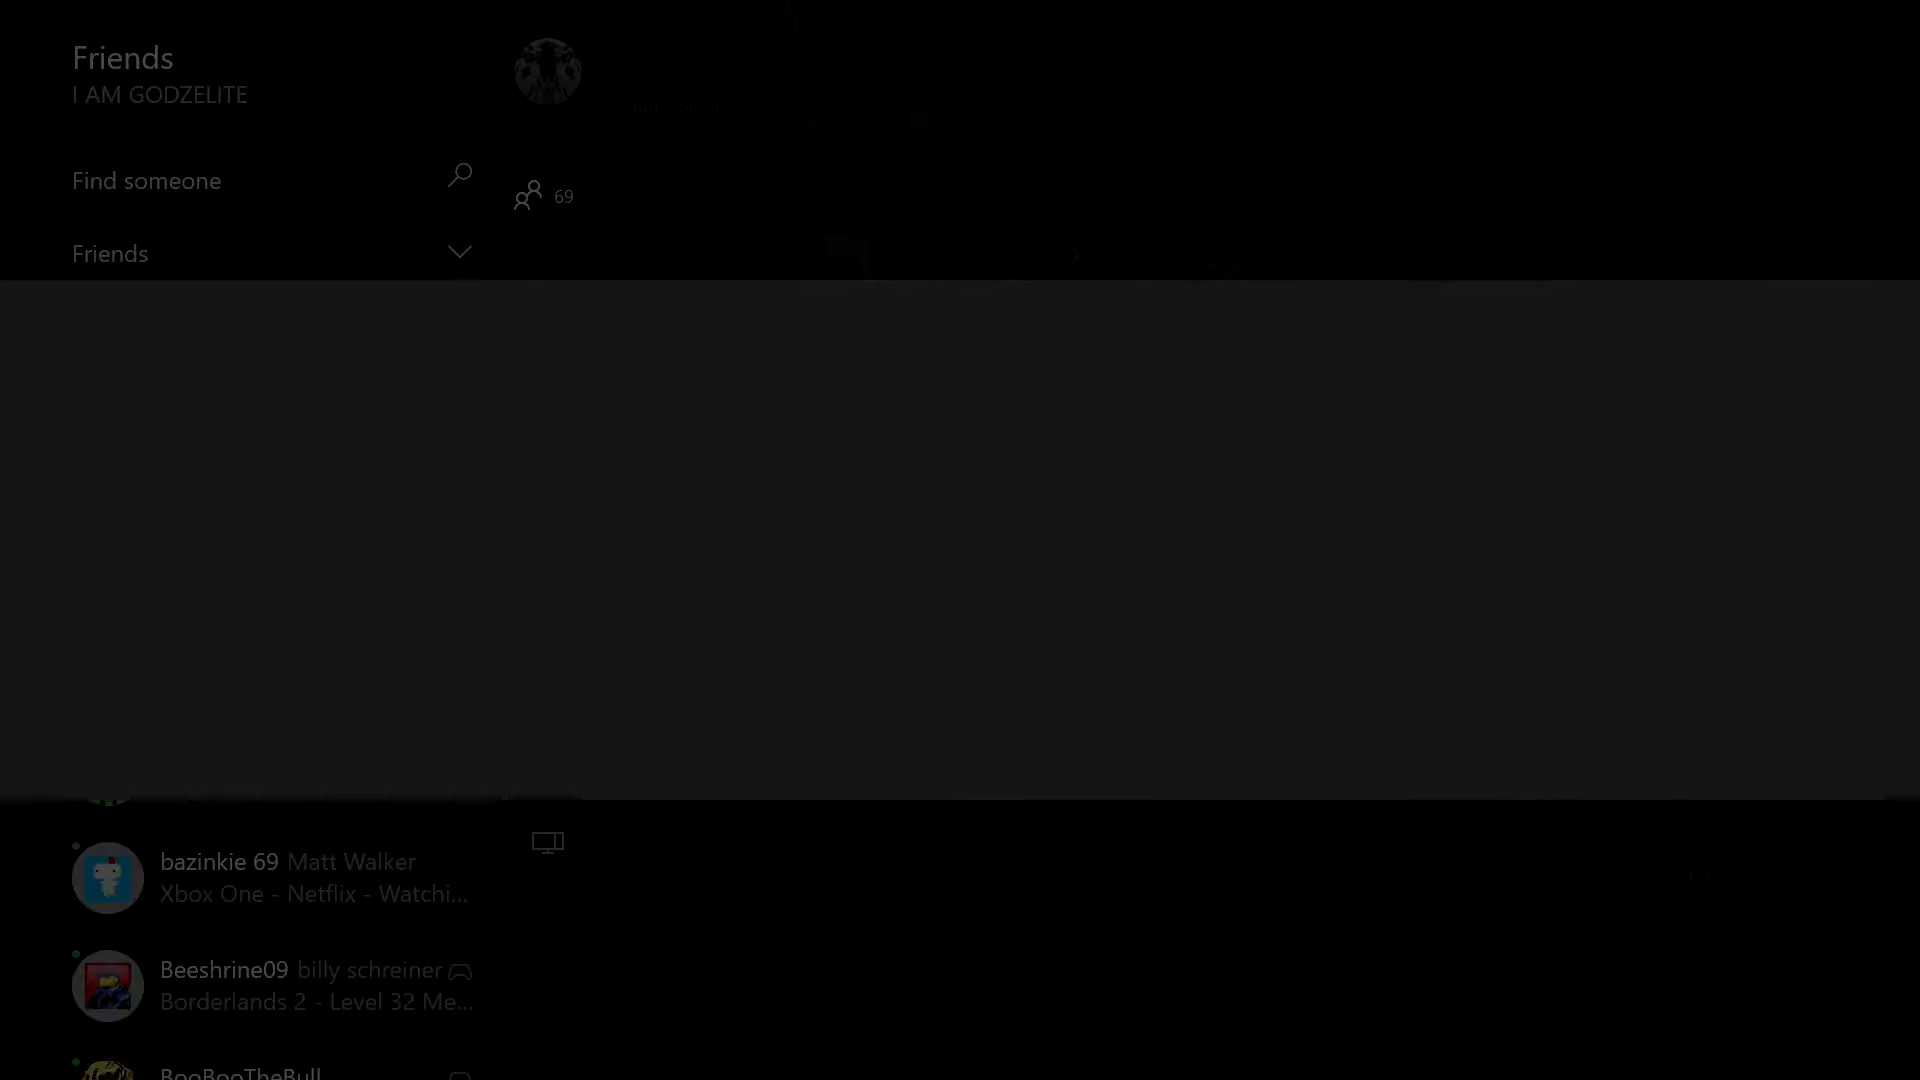 Friends
I AM GODZELITE
Find someone
69
Friends
bazinkie 69 Matt Walker
Xbox One - Netflix - Watchi...
Beeshrine09 billy schreiner
Borderlands 2 - Level 32 Me...
BooBooTheBull